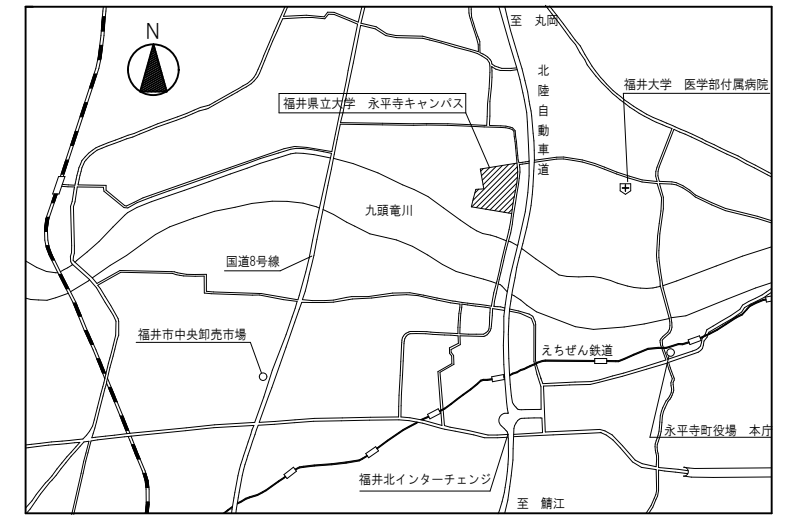 至　丸岡
N
北陸自動車道
福井大学　医学部付属病院
福井県立大学　永平寺キャンパス
九頭竜川
国道8号線
福井市中央卸売市場
えちぜん鉄道
永平寺町役場　本庁
福井北インターチェンジ
至　鯖江